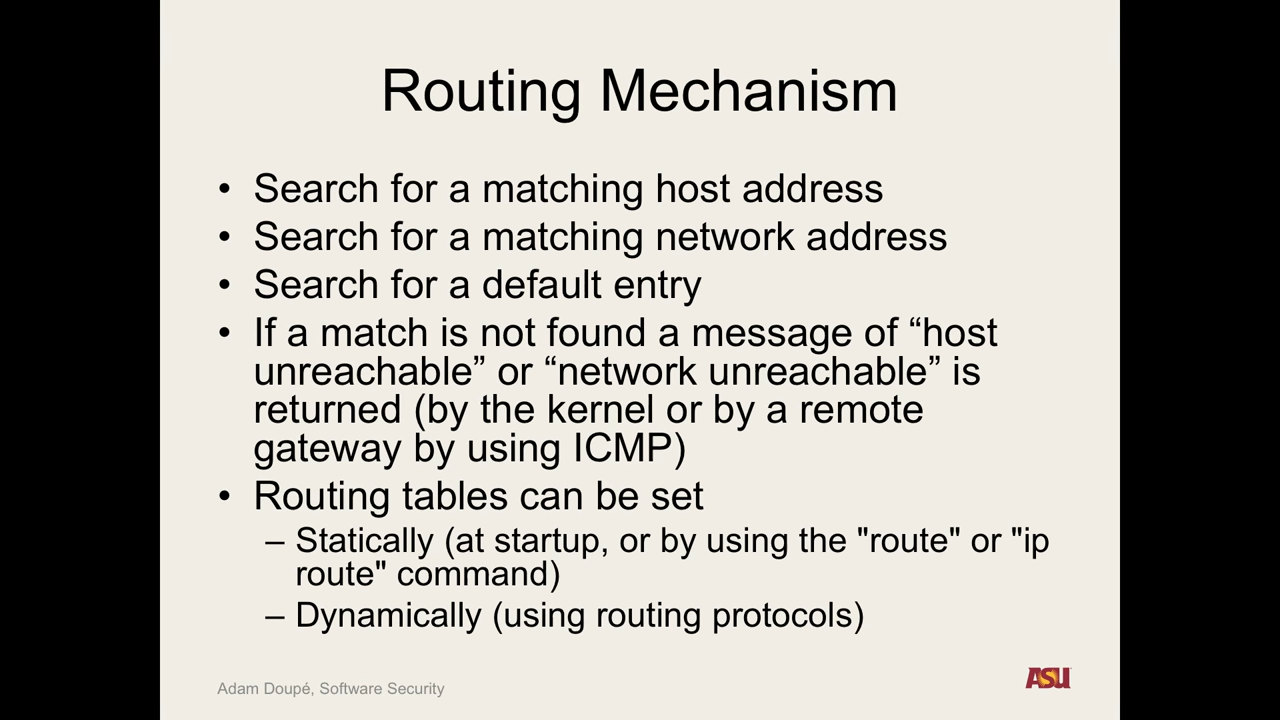 Routing Mechanism
• Search for a matching host address
• Search for a matching network address
• Search for a default entry
• If a match is not found a message of “host
unreachable” or “network unreachable” is
returned (by the kernel or by a remote
gateway by using ICMP)
• Routing tables can be set
– Statically (at startup, or by using the "route" or "ip
route" command)
– Dynamically (using routing protocols)
Adam Doupé, Software Security
ASU